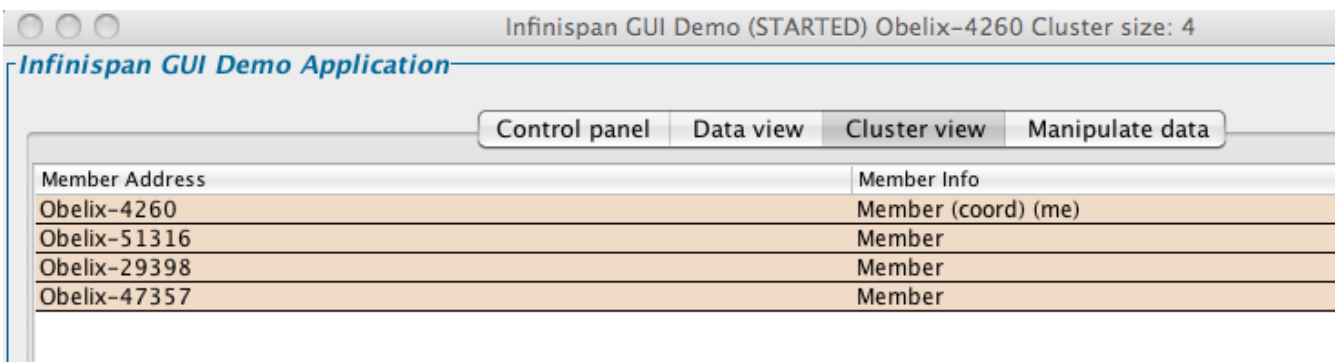 Infinispan GUI Demo (STARTED) Obelix-4260 Cluster size: 4
Infinispan GUI Demo Application
Control panel Data view Cluster view Manipulate data
Member Address Member Info
Obelix-4260 Member (coord) (me)
Obelix-51316 Member
Obelix-29398 Member
Obelix-47357 Member